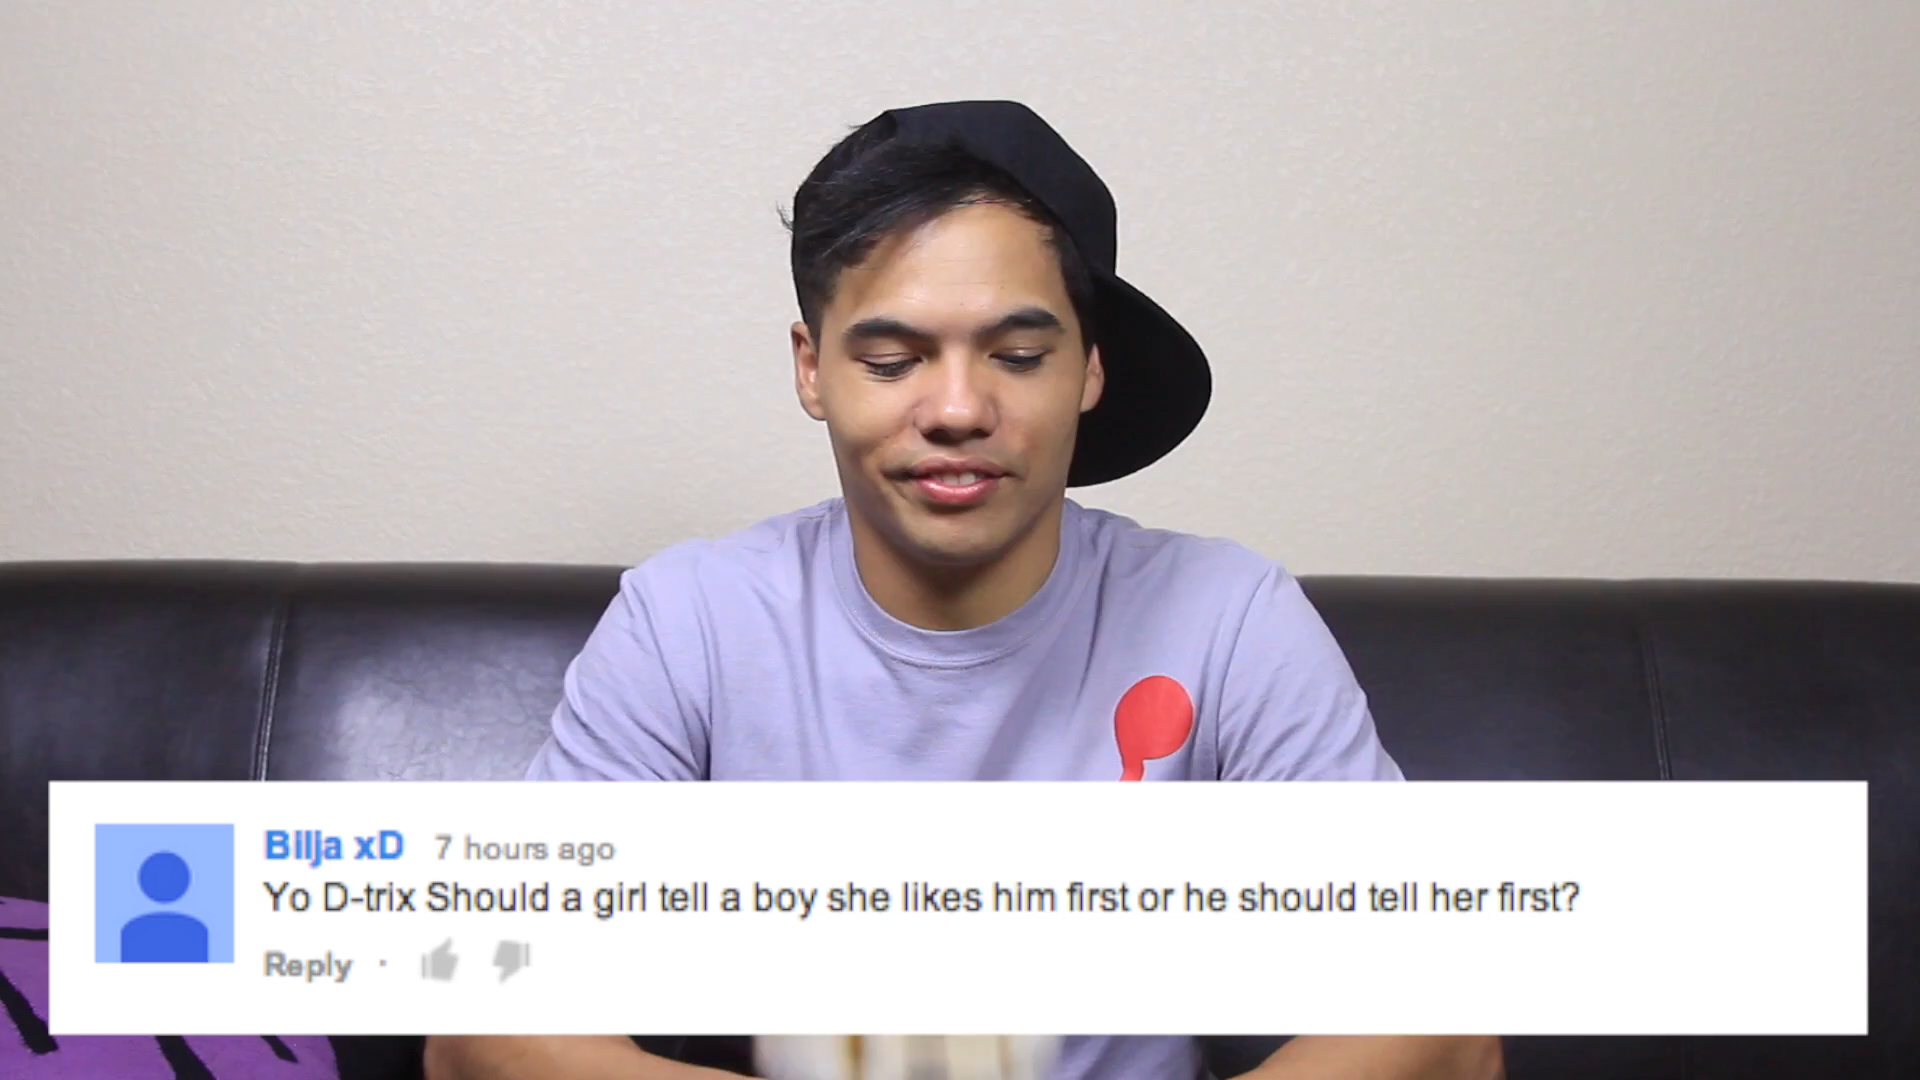 Bilja xD 7 hours ago
Yo D-trix Should a girl tell a boy she likes him first or he should tell her first?
Reply ·